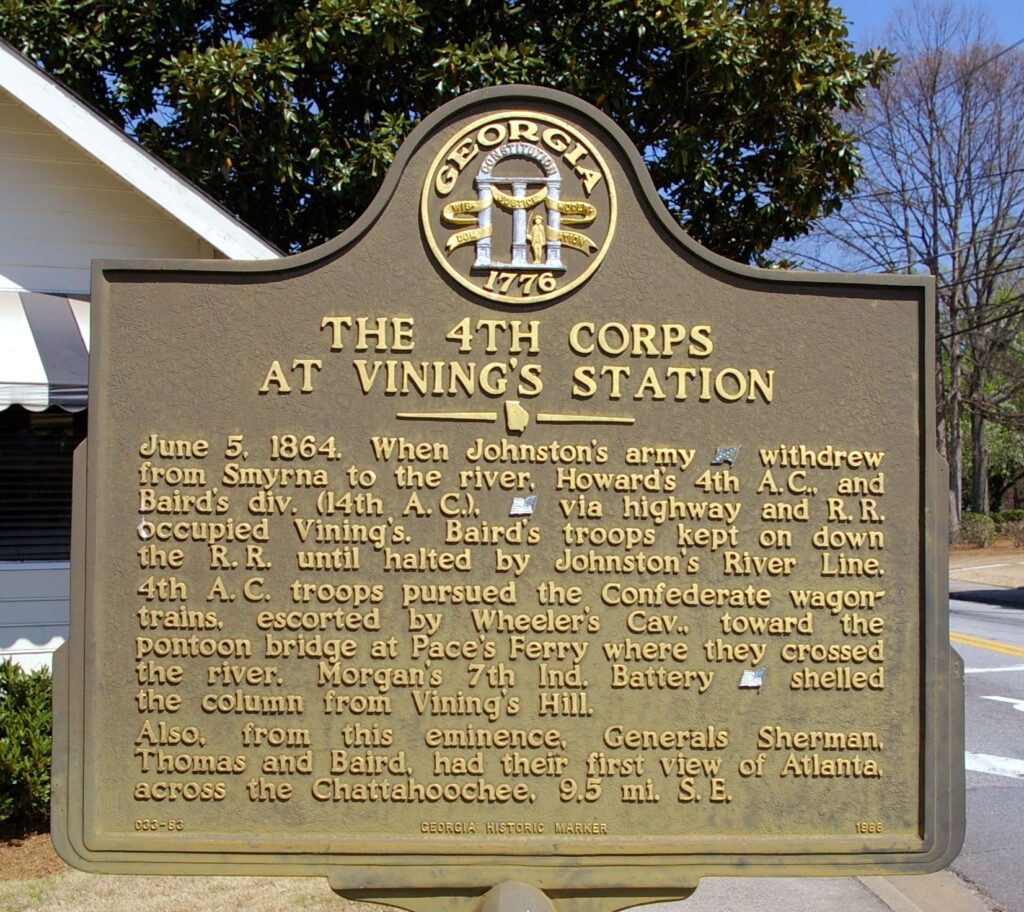 GEORGIA
CONSTITUTION
WIS JUSTICE MODER
DOM ATION
1776
THE 4TH CORPS
AT VINING'S STATION
June 5, 1864. When Johnston's army withdrew
from Smyrna to the river, Howard's 4th A.C., and
Baird's div. (14th A.C.), via highway and R.R.
occupied Vining's. Baird's troops kept on down
the R.R. until halted by Johnston's River Line.
4th A.C. troops pursued the Confederate wagon-
trains, escorted by Wheeler's Cav., toward the
pontoon bridge at Pace's Ferry where they crossed
the river. Morgan's 7th Ind. Battery shelled
the column from Vining's Hill.
Also, from this eminence, Generals Sherman,
Thomas and Baird, had their first view of Atlanta,
across the Chattahoochee, 9.5 mi. S.E.
033-83 GEORGIA HISTORIC MARKER 1988